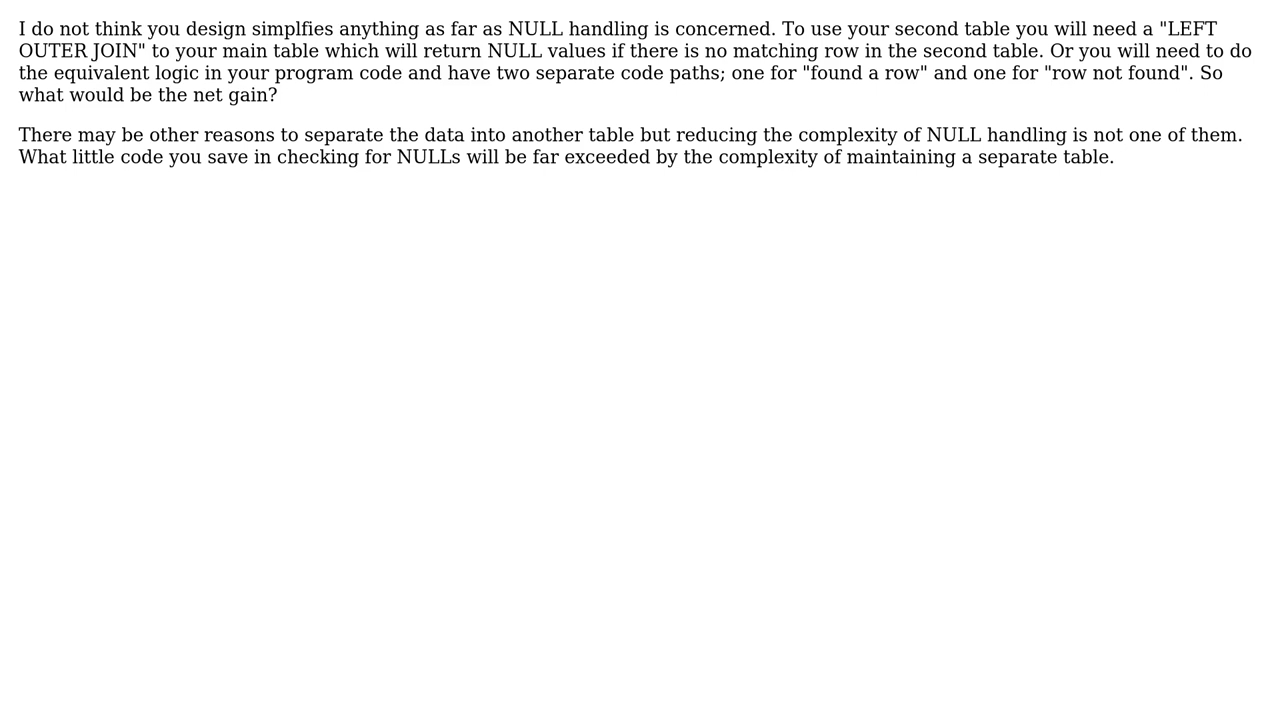 I do not think you design simplfies anything as far as NULL handling is concerned. To use your second table you will need a "LEFT
OUTER JOIN" to your main table which will return NULL values if there is no matching row in the second table. Or you will need to do
the equivalent logic in your program code and have two separate code paths; one for "found a row" and one for "row not found". So
what would be the net gain?
There may be other reasons to separate the data into another table but reducing the complexity of NULL handling is not one of them.
What little code you save in checking for NULLs will be far exceeded by the complexity of maintaining a separate table.